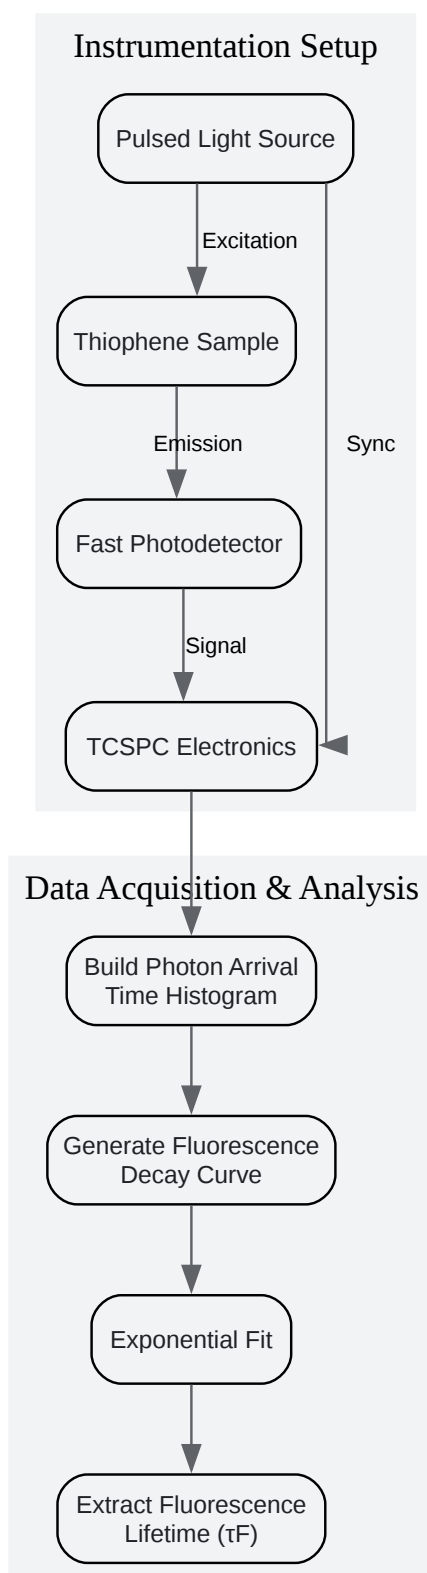 Instrumentation Setup
Pulsed Light Source
Excitation
Thiophene Sample
Emission
Sync
Fast Photodetector
Signal
TCSPC Electronics
Data Acquisition & Analysis
Build Photon Arrival
Time Histogram
Generate Fluorescence
Decay Curve
Exponential Fit
Extract Fluorescence
Lifetime (τF)